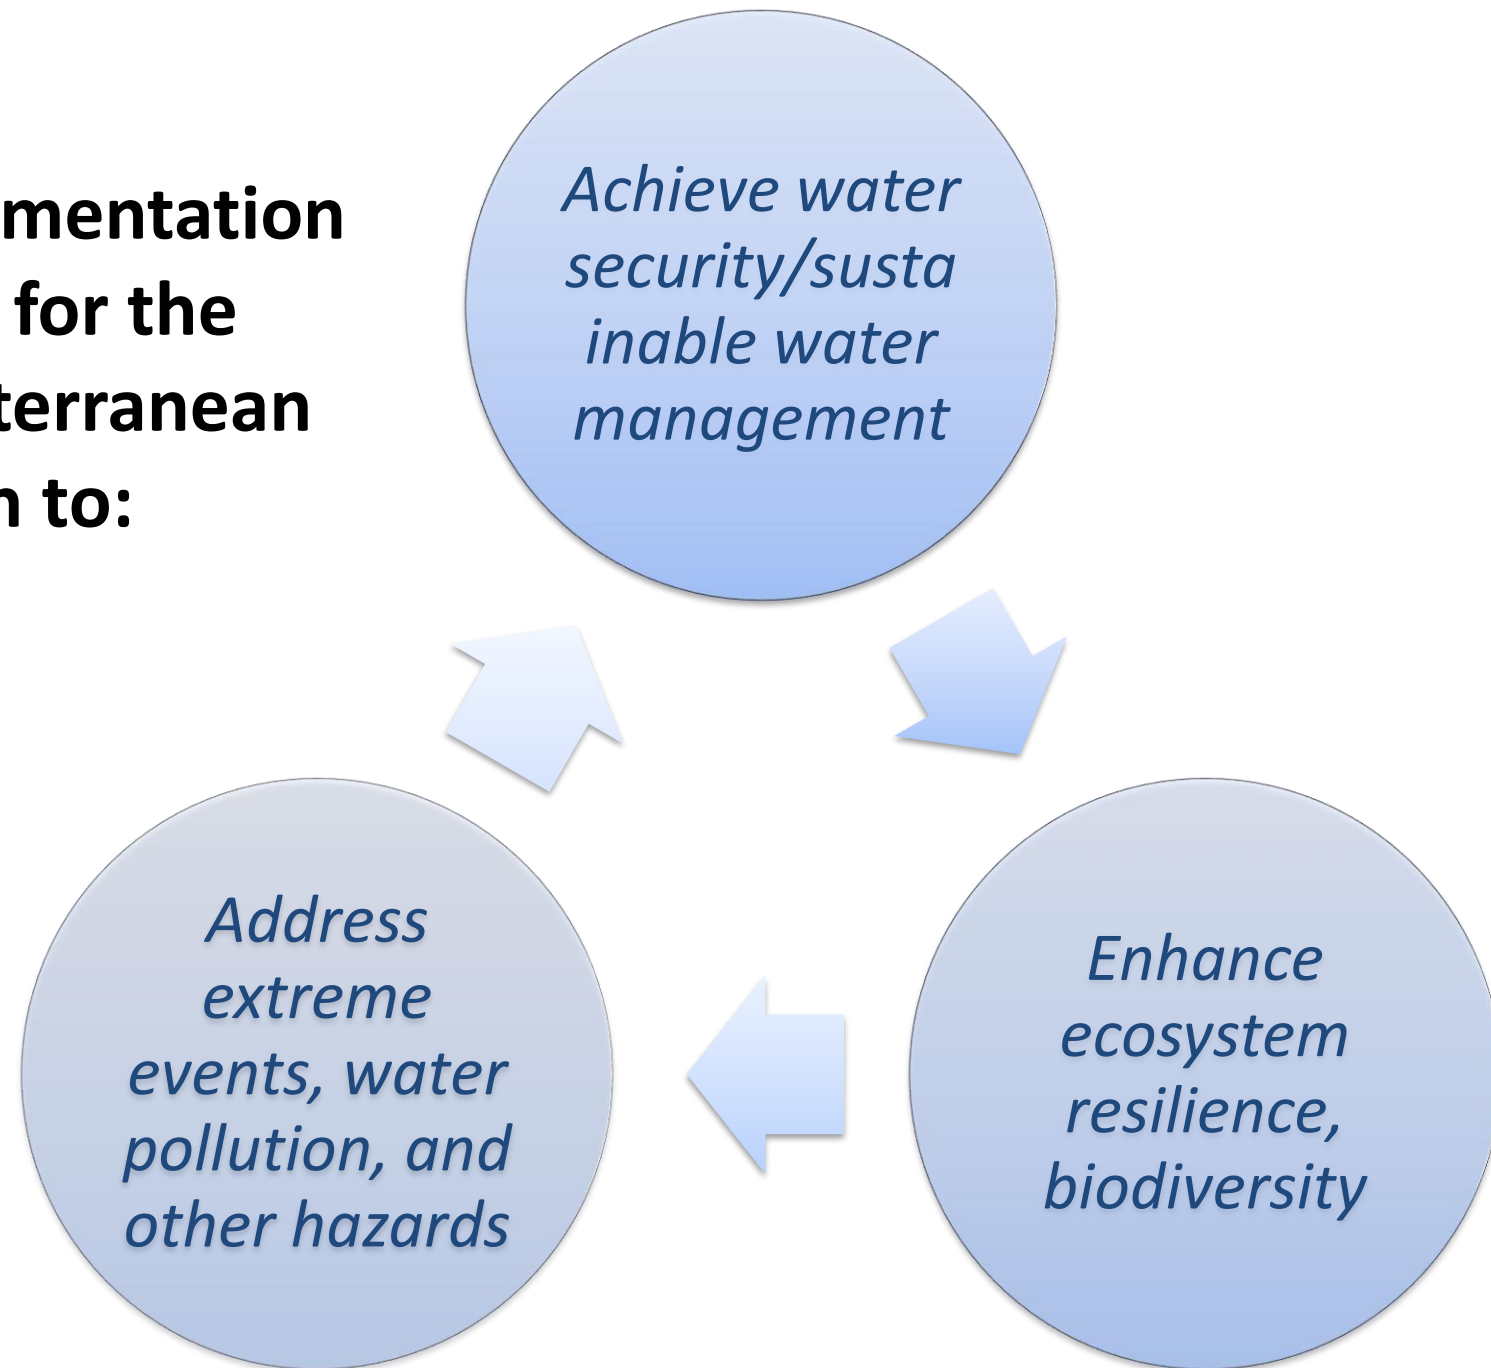 mentation
for the
terranean
n to:
Achieve water
security/susta
inable water
management
Enhance
ecosystem
resilience,
biodiversity
Address
extreme
events, water
pollution, and
other hazards